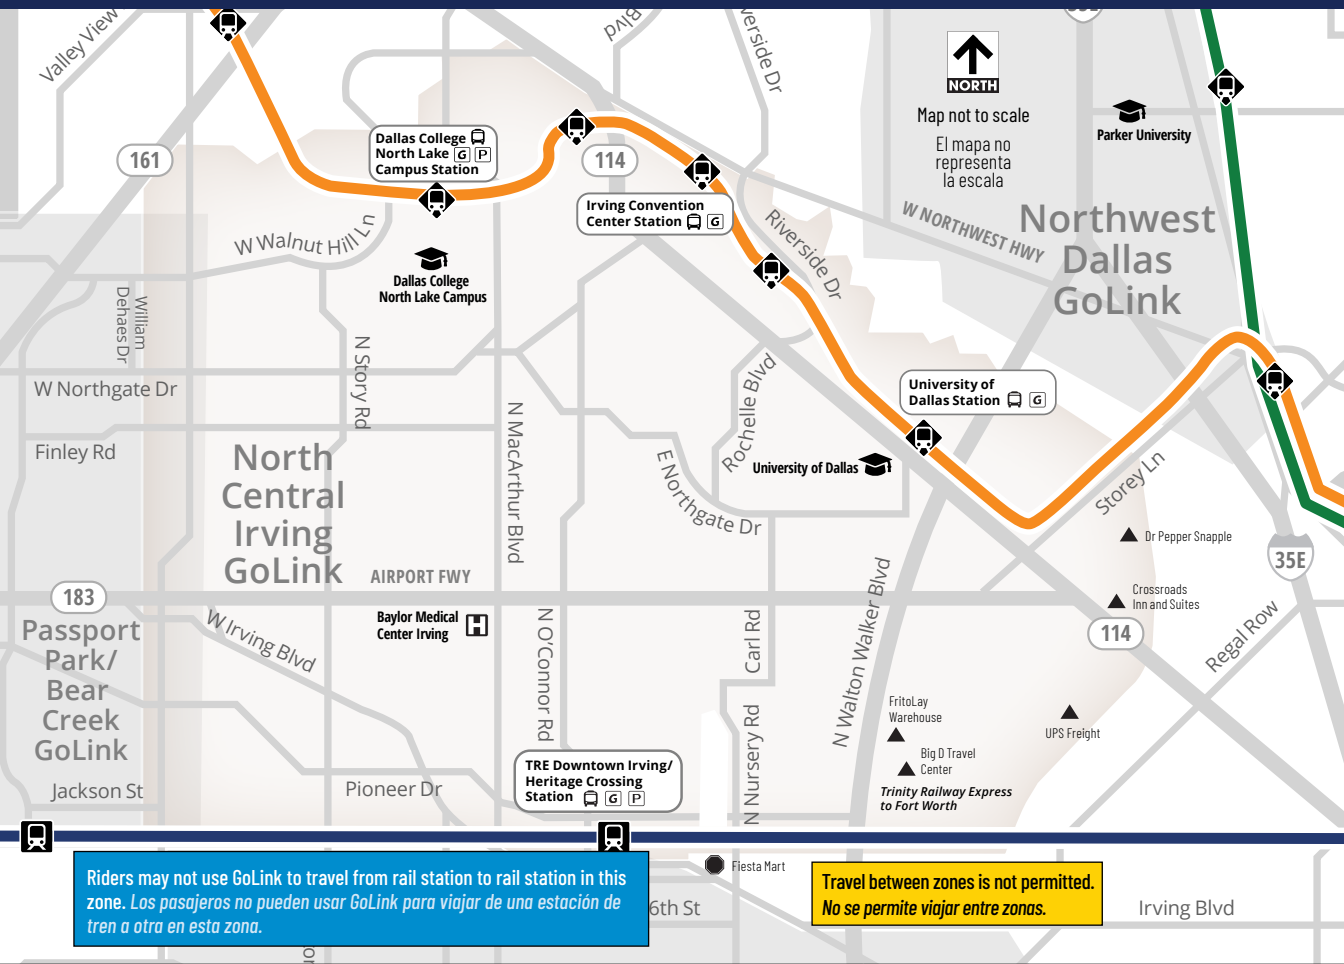 Valley View
Blvd
verside Dr
35E
NORTH
Map not to scale
El mapa no
representa
la escala
Parker University
161
Dallas College
North Lake G P
Campus Station
114
Irving Convention
Center Station G
W NORTHWEST HWY
Northwest
Dallas
GoLink
W Walnut Hill Ln
Riverside Dr
Dallas College
North Lake Campus
William
Dehaes Dr
N Story Rd
W Northgate Dr
Rochelle Blvd
University of
Dallas Station G
N MacArthur Blvd
Finley Rd
North
Central
Irving
GoLink
University of Dallas
E Northgate Dr
Storey Ln
Dr Pepper Snapple
35E
AIRPORT FWY
183
Crossroads
Inn and Suites
114
Passport
Park/
Bear
Creek
GoLink
W Irving Blvd
Baylor Medical
Center Irving
H
N O'Connor Rd
Carl Rd
N Walton Walker Blvd
Regal Row
FritoLay
Warehouse
UPS Freight
Big D Travel
Center
N Nursery Rd
TRE Downtown Irving/
Heritage Crossing
Station G P
Jackson St
Pioneer Dr
Trinity Railway Express
to Fort Worth
Riders may not use GoLink to travel from rail station to rail station in this
zone. Los pasajeros no pueden usar GoLink para viajar de una estación de
tren a otra en esta zona.
Fiesta Mart
6th St
Travel between zones is not permitted.
No se permite viajar entre zonas.
Irving Blvd